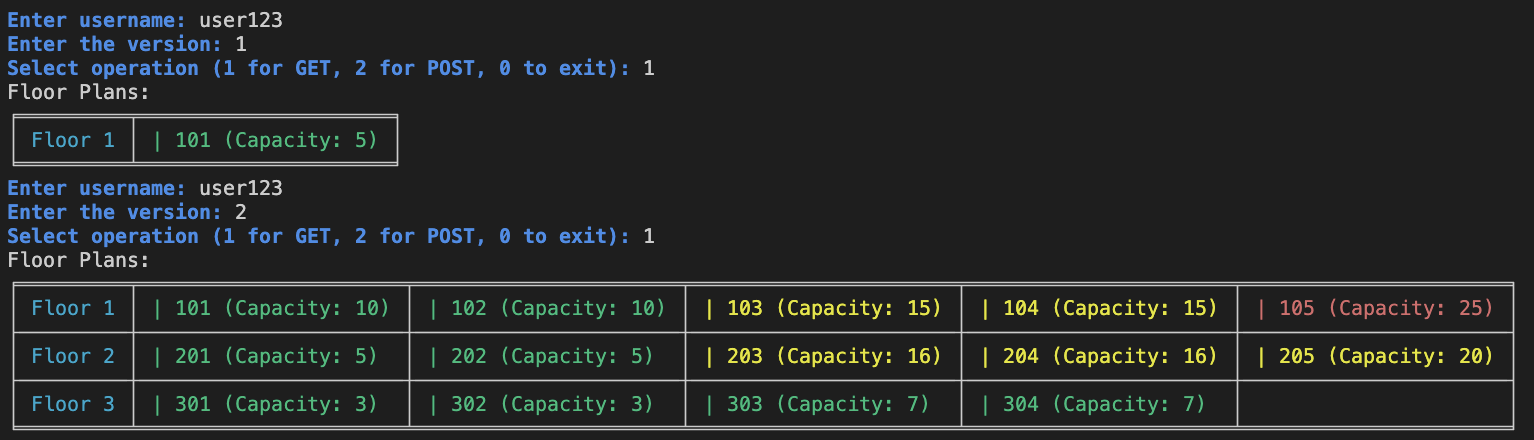 Enter username: user123
Enter the version: 1
Select operation (1 for GET, 2 for POST, 0 to exit): 1
Floor Plans:
Floor 1 | 101 (Capacity: 5)
Enter username: user123
Enter the version: 2
Select operation (1 for GET, 2 for POST, 0 to exit): 1
Floor Plans:
Floor 1 | 101 (Capacity: 10) | 102 (Capacity: 10) | 103 (Capacity: 15) | 104 (Capacity: 15) | 105 (Capacity: 25)
Floor 2 | 201 (Capacity: 5) | 202 (Capacity: 5) | 203 (Capacity: 16) | 204 (Capacity: 16) | 205 (Capacity: 20)
Floor 3 | 301 (Capacity: 3) | 302 (Capacity: 3) | 303 (Capacity: 7) | 304 (Capacity: 7)